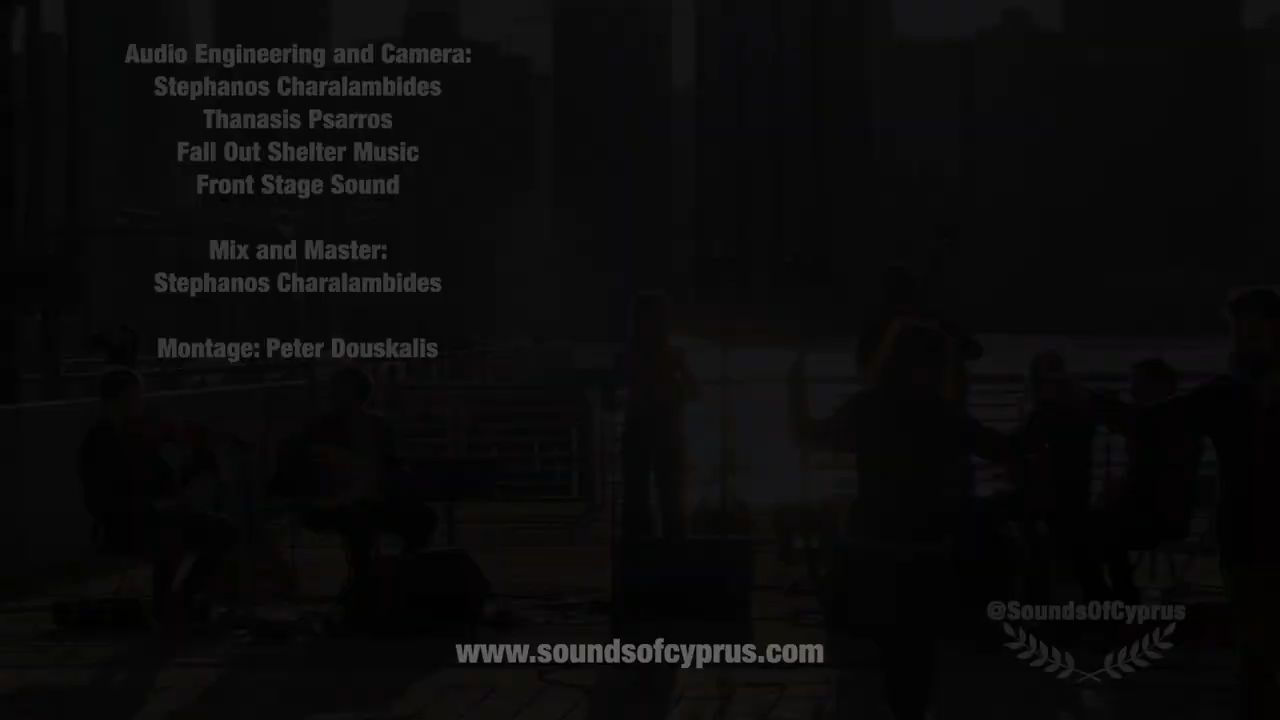 Audio Engineering and Camera:
Stephanos Charalambides
Thanasis Psarros
Fall Out Shelter Music
Front Stage Sound
Mix and Master:
Stephanos Charalambides
Montage: Peter Douskalis
@SoundsOfCyprus
www.soundsofcyprus.com